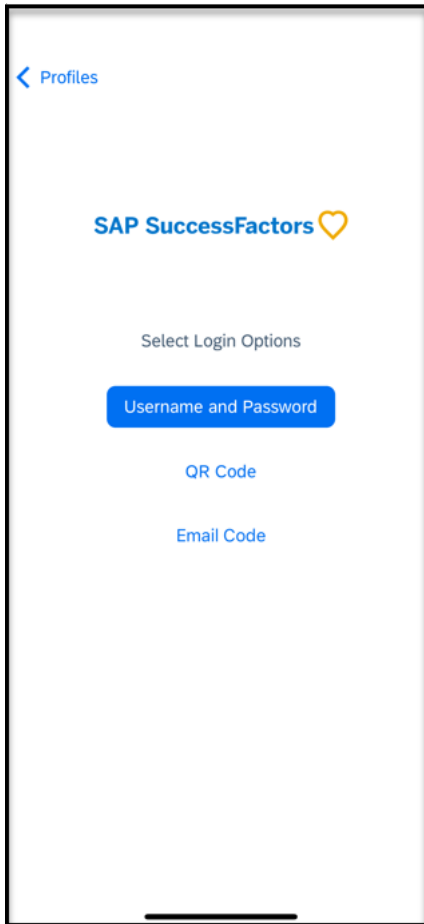 Profiles
SAP SuccessFactors
Select Login Options
Username and Password
QR Code
Email Code